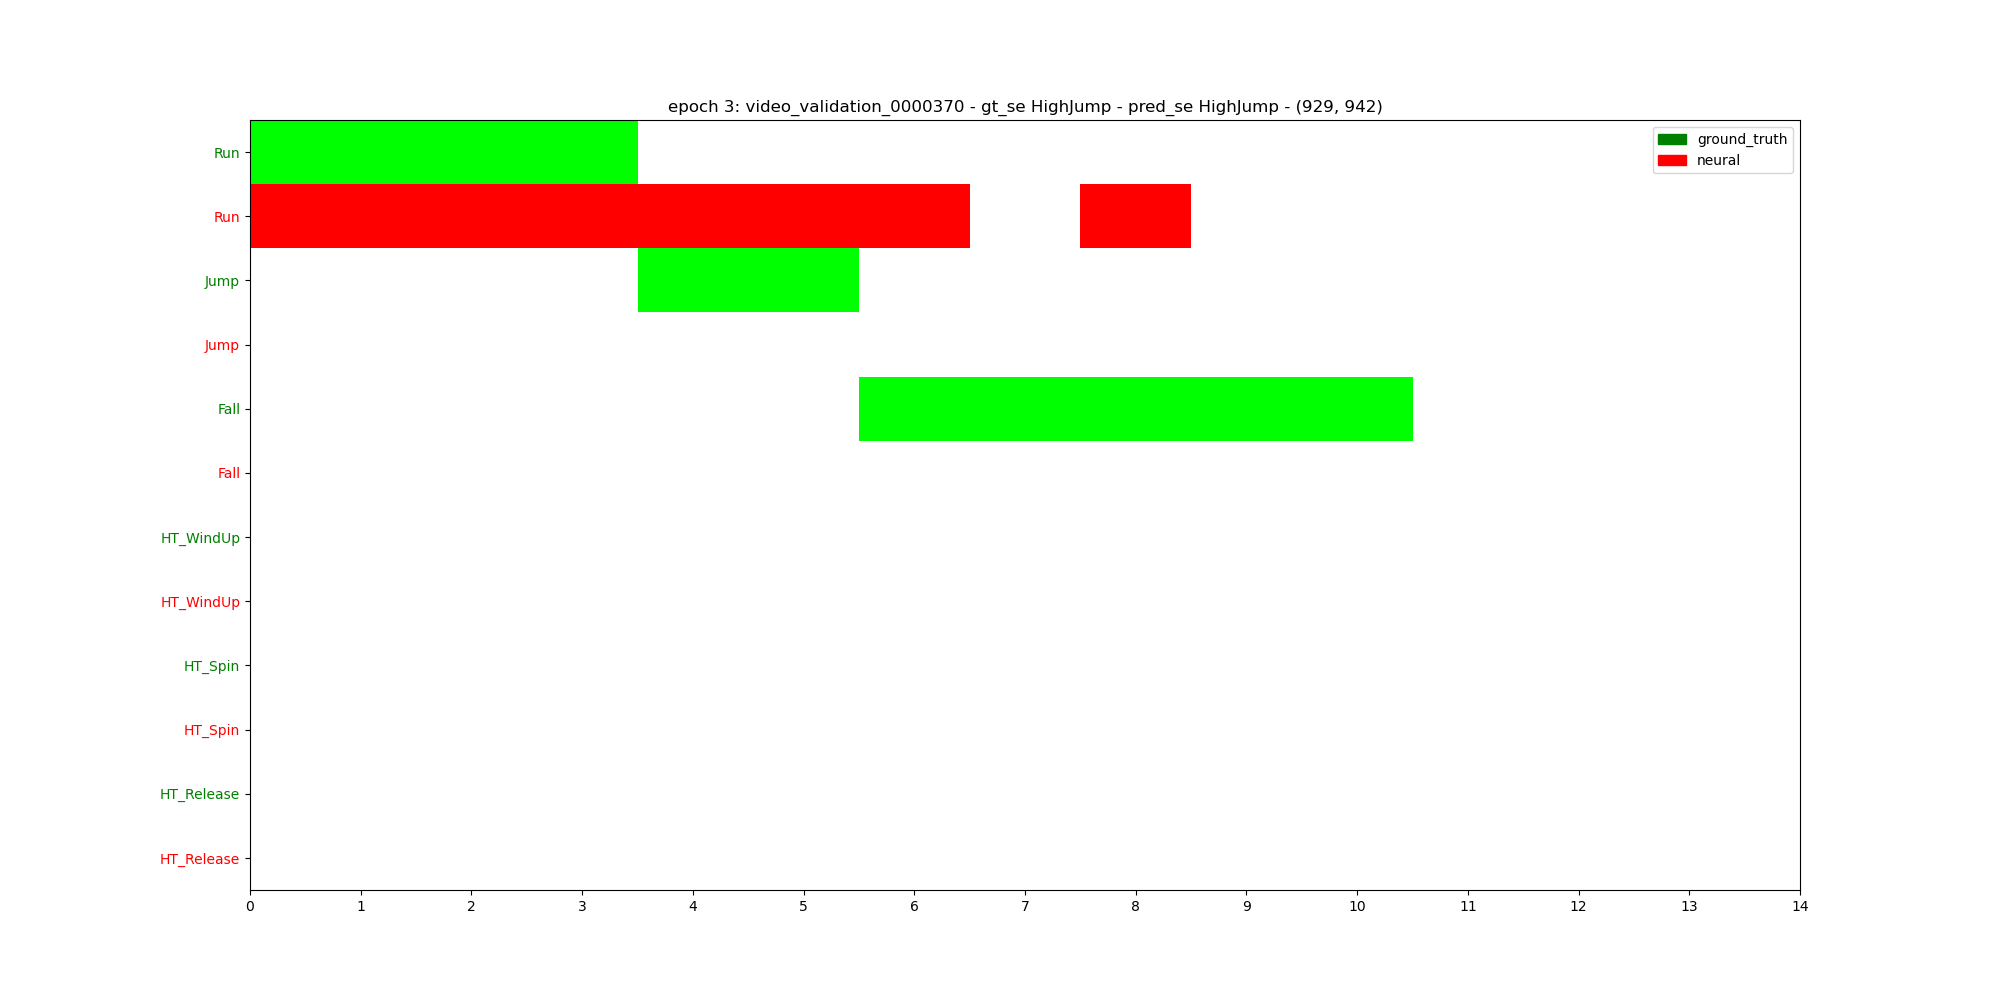 epoch 3: video_validation_0000370 - gt_se HighJump - pred_se HighJump - (929, 942)
ground_truth
neural
Run
Run
Jump
Jump
Fall
Fall
HT_WindUp
HT_WindUp
HT_Spin
HT_Spin
HT_Release
HT_Release
0 1 2 3 4 5 6 7 8 9 10 11 12 13 14